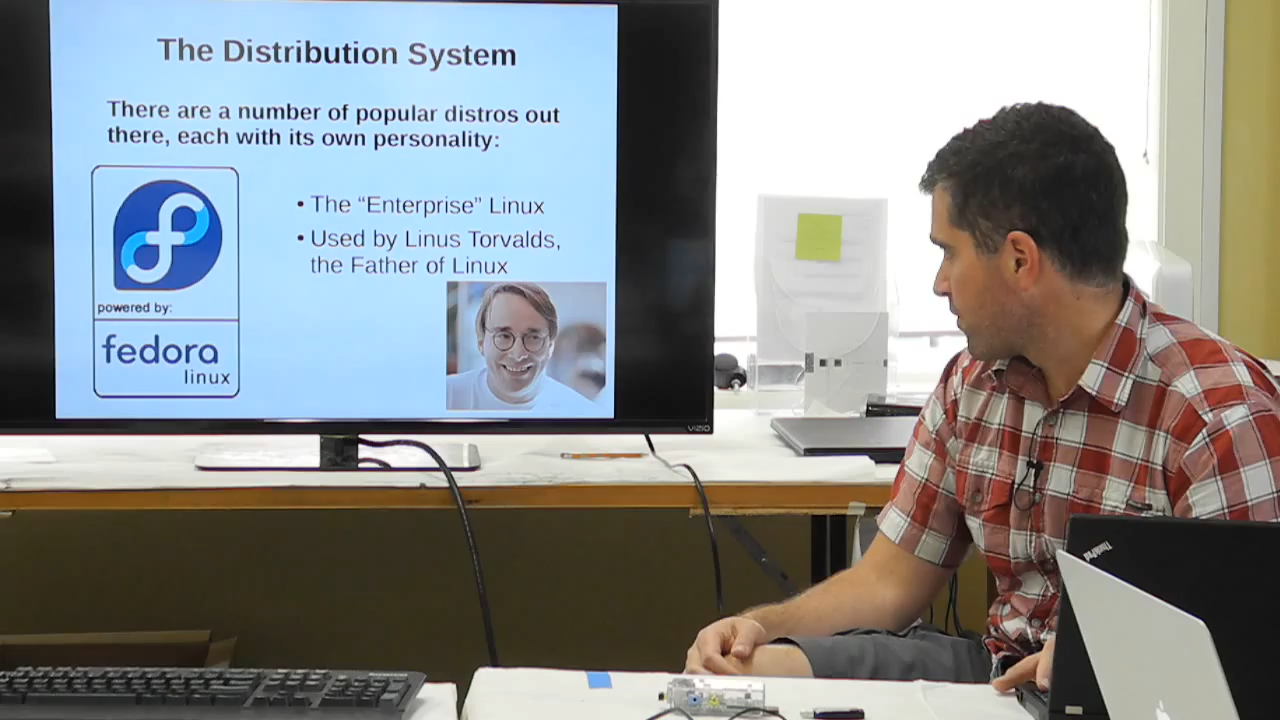 The Distribution System
There are a number of popular distros out
there, each with its own personality:
• The “Enterprise” Linux
• Used by Linus Torvalds,
the Father of Linux
powered by:
fedora
linux
VIZIO
ThinkPad